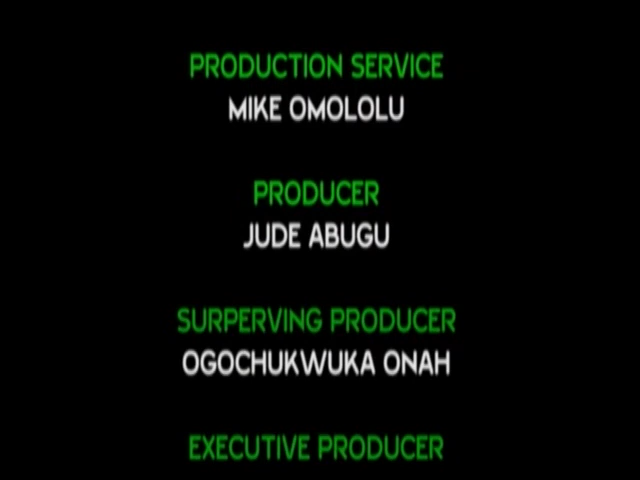 PRODUCTION SERVICE
MIKE OMOLOLU
PRODUCER
JUDE ABUGU
SURPERVING PRODUCER
OGOCHUKWUKA ONAH
EXECUTIVE PRODUCER